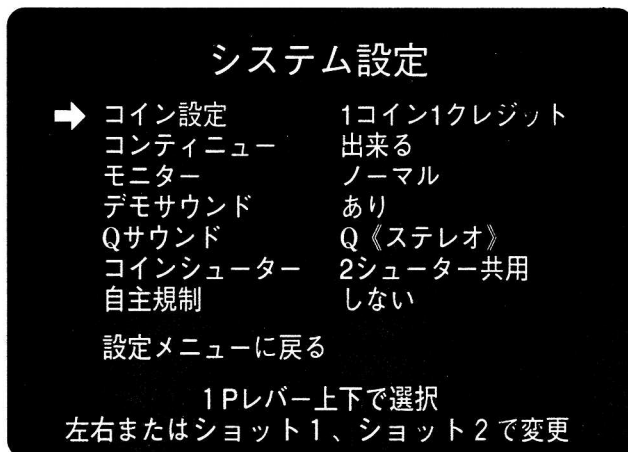 システム設定
➡ コイン設定 1コイン1クレジット
コンティニュー 出来る
モニター ノーマル
デモサウンド あり
Qサウンド Q《ステレオ》
コインシューター 2シューター共用
自主規制 しない
設定メニューに戻る
1Pレバー上下で選択
左右またはショット1、ショット2で変更